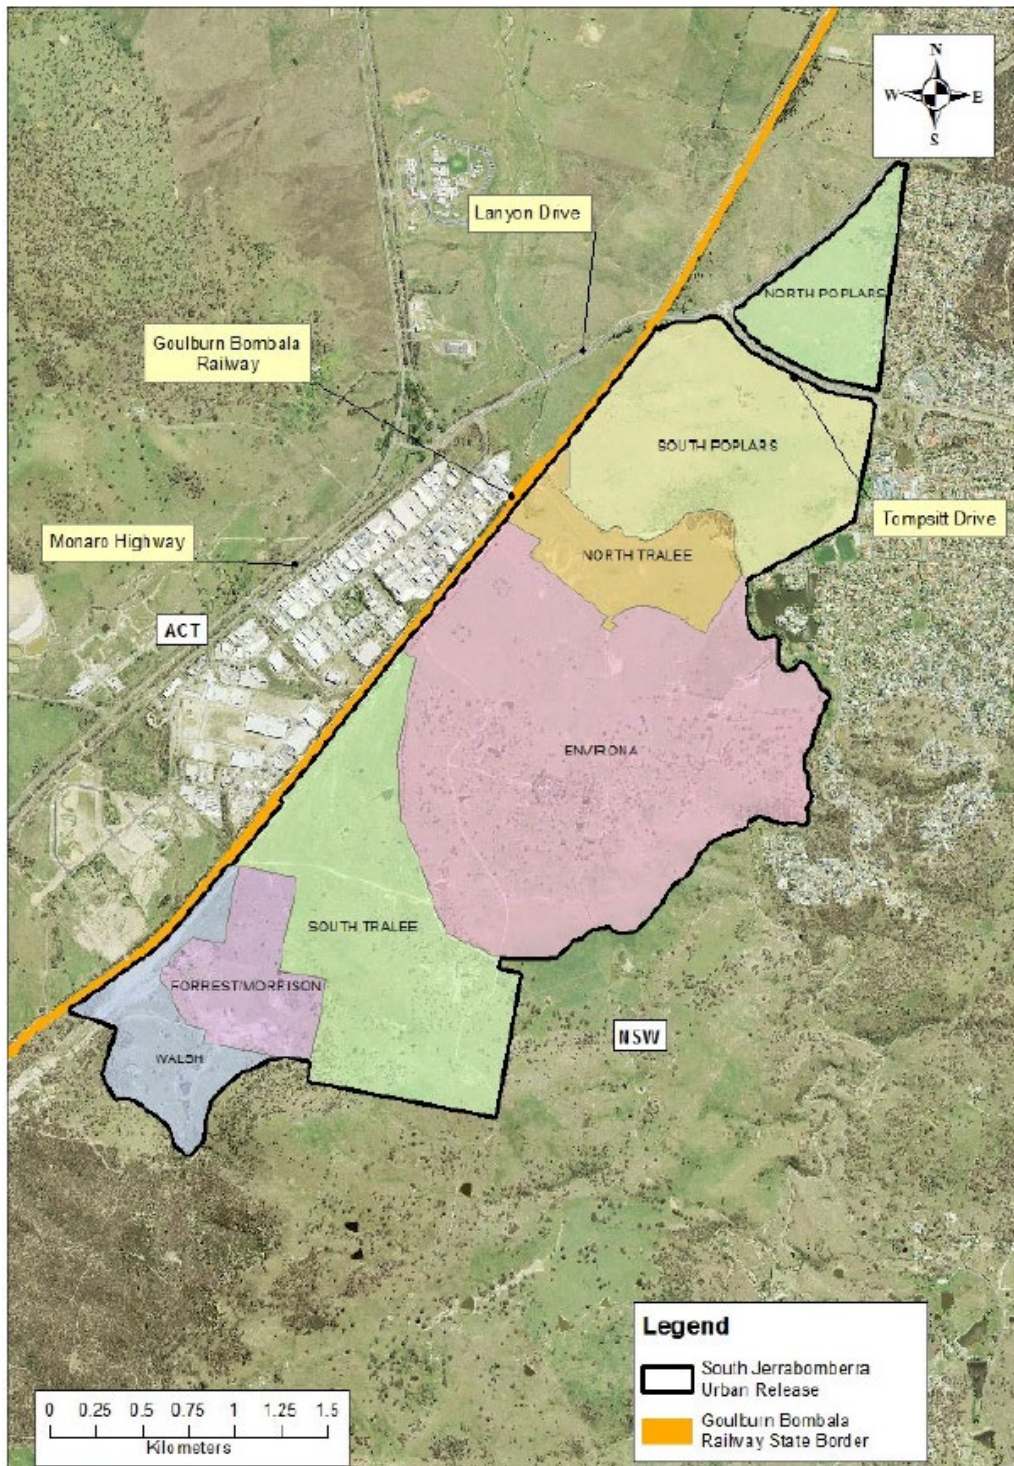 N
W E
S
Lanyon Drive
NORTH POPLARS
Goulburn Bombala
Railway
SOUTH POPLARS
Tompsitt Drive
Monaro Highway
NORTH TRALEE
ACT
ENVIRONA
SOUTH TRALEE
FORREST/MORRISON
NSW
WALSH
Legend
South Jerrabomberra
Urban Release
Goulburn Bombala
Railway State Border
0 0.25 0.5 0.75 1 1.25 1.5
Kilometers